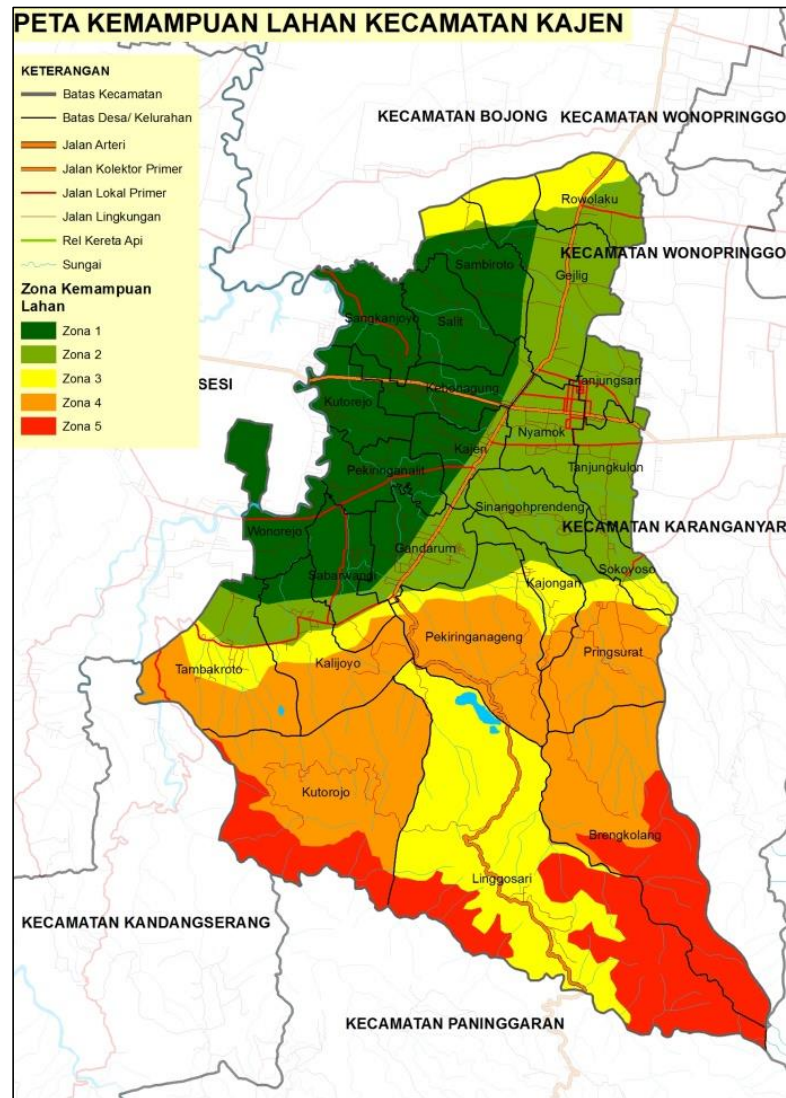 PETA KEMAMPUAN LAHAN KECAMATAN KAJEN
KETERANGAN
Batas Kecamatan
Batas Desa/ Kelurahan
Jalan Arteri
Jalan Kolektor Primer
Jalan Lokal Primer
Jalan Lingkungan
Rel Kereta Api
Sungai
Zona Kemampuan
Lahan
Zona 1
Zona 2
Zona 3
Zona 4
Zona 5
KECAMATAN BOJONG
KECAMATAN WONOPRINGGO
Rowolaku
KECAMATAN WONOPRINGGO
Sambiroto
Gejlig
Sangkanjoyo
Salit
SESI
Kebonagung
Tanjungsari
Kutorejo
Nyamok
Kajen
Pekiringanalit
Tanjungkulon
Sinangohprendeng
Wonorejo
KECAMATAN KARANGANYAR
Gandarum
Sabarwangi
Sokoyoso
Kajongan
Pekiringanageng
Pringsurat
Tambakroto
Kalijoyo
Kutorojo
Brengkolang
Linggosari
KECAMATAN KANDANGSERANG
KECAMATAN PANINGGARAN